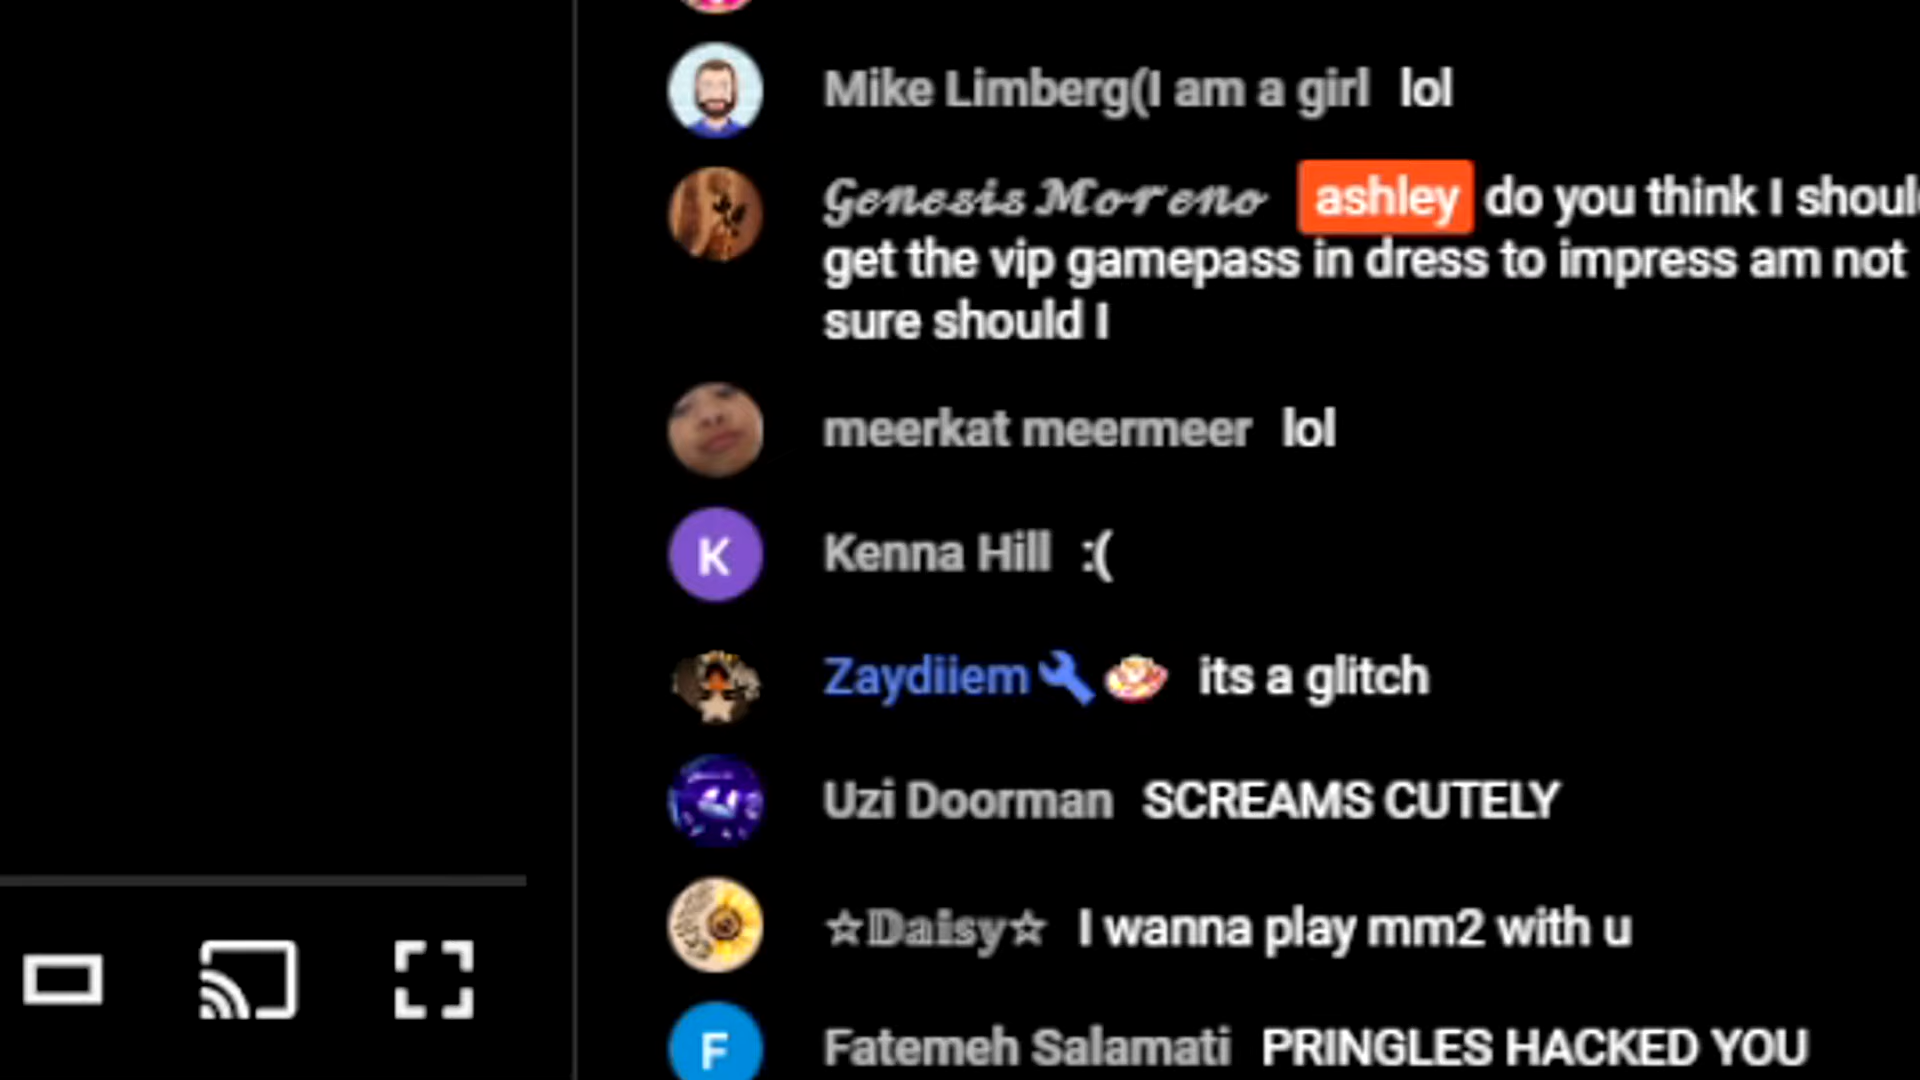 Mike Limberg(I am a girl lol
Genesis Moreno ashley do you think I should
get the vip gamepass in dress to impress am not
sure should I
meerkat meermeer lol
K Kenna Hill :(
Zaydiiem its a glitch
Uzi Doorman SCREAMS CUTELY
☆Daisy☆ I wanna play mm2 with u
F Fatemeh Salamati PRINGLES HACKED YOU